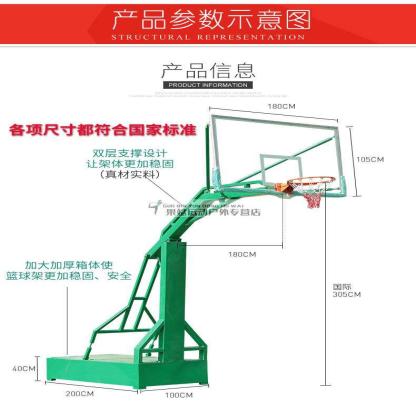 产品参数示意图
STRUCTURAL REPRESENTATION
产品信息
PRODUCT INFORMATION
180CM
各项尺寸都符合国家标准
双层支撑设计
让架体更加稳固
(真材实料)
105CM
180CM
加大加厚箱体使
篮球架更加稳固、安全
国际
305CM
40CM
200CM
100CM